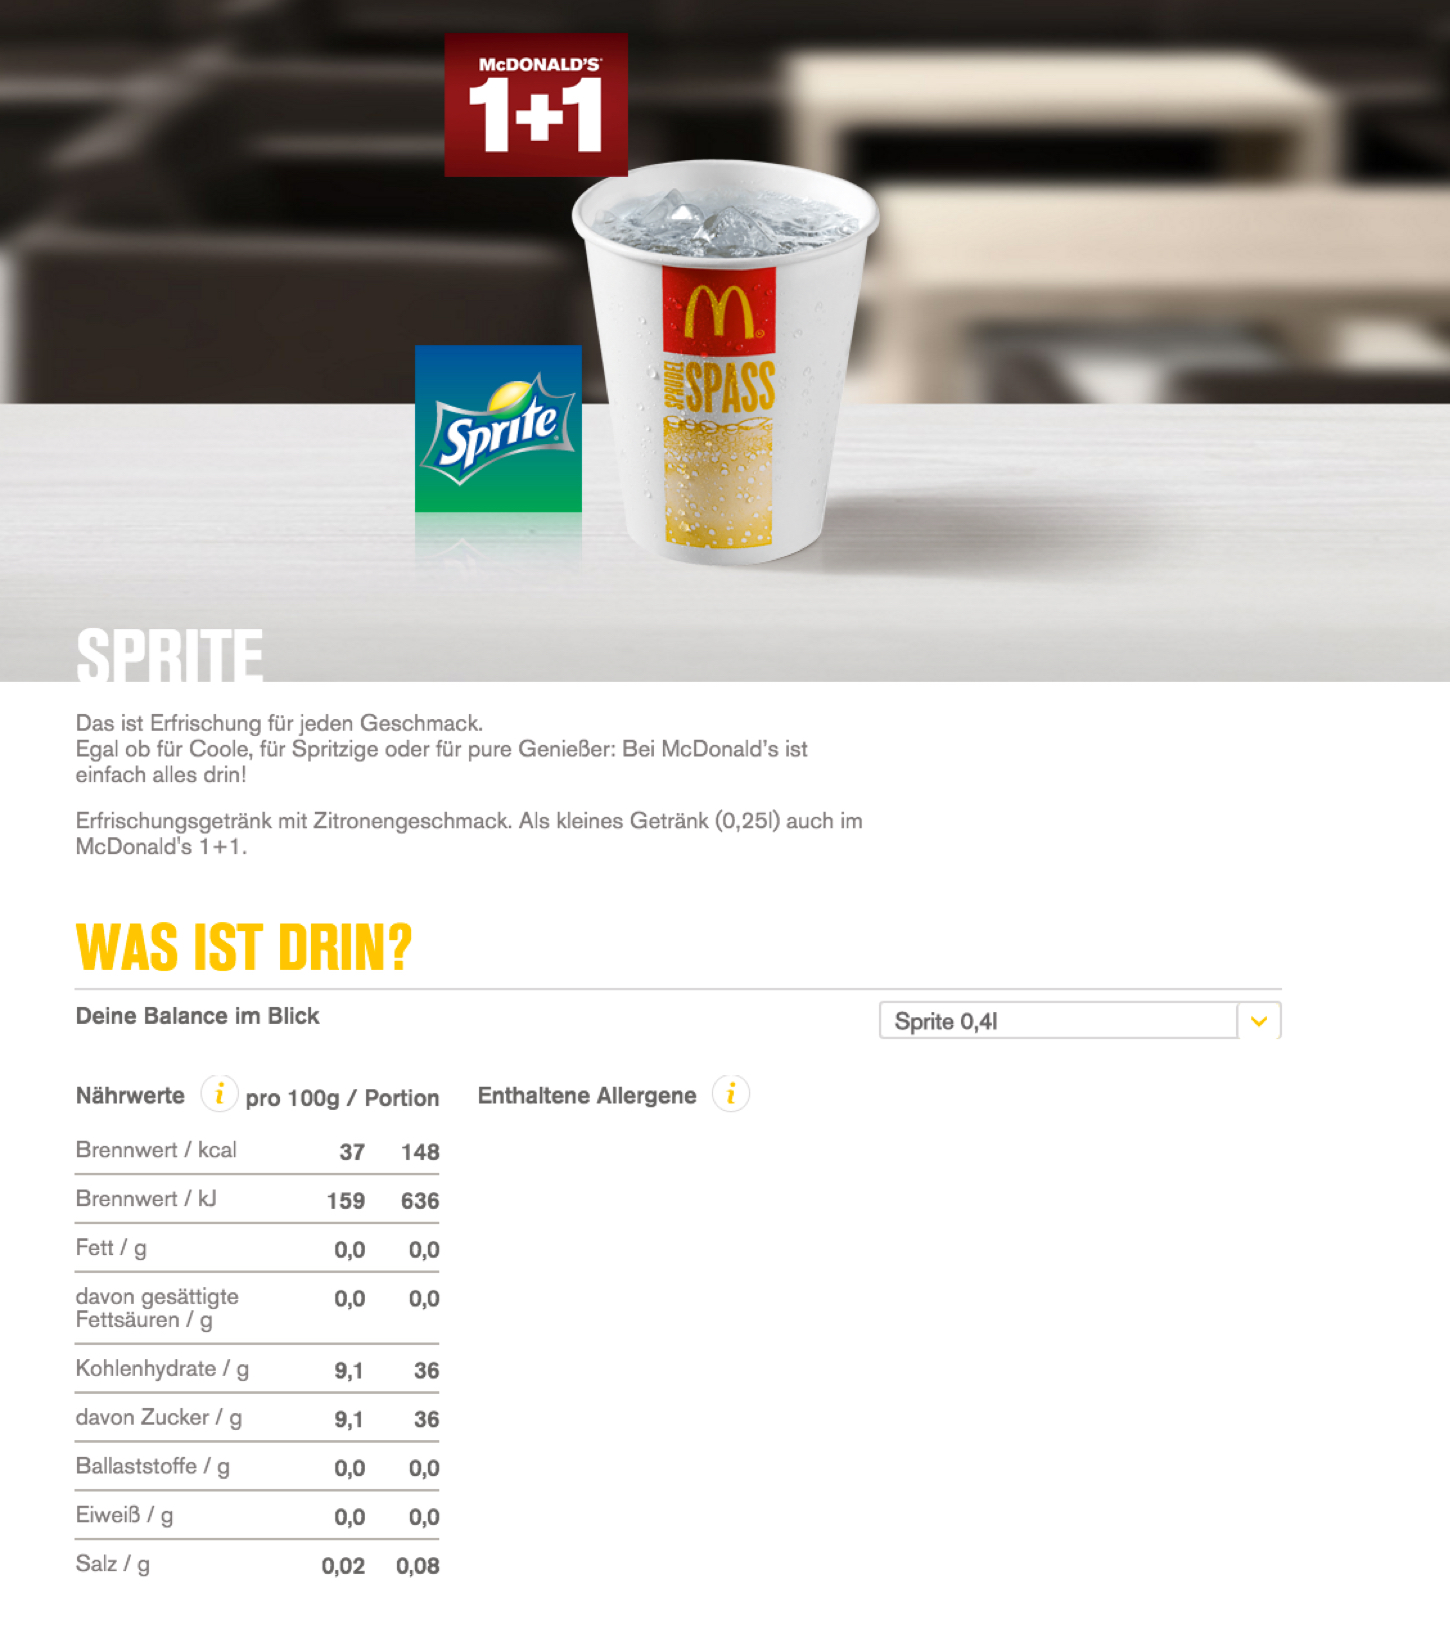 McDONALD'S
1+1
M
SPRUDEL
SPASS
Sprite
SPRITE
Das ist Erfrischung für jeden Geschmack.
Egal ob für Coole, für Spritzige oder für pure Genießer: Bei McDonald's ist
einfach alles drin!
Erfrischungsgetränk mit Zitronengeschmack. Als kleines Getränk (0,25l) auch im
McDonald's 1+1.
WAS IST DRIN?
Deine Balance im Blick
Sprite 0,4l
Nährwerte i pro 100g / Portion Enthaltene Allergene i
Brennwert / kcal 37 148
Brennwert / kJ 159 636
Fett / g 0,0 0,0
davon gesättigte 0,0 0,0
Fettsäuren / g
Kohlenhydrate / g 9,1 36
davon Zucker / g 9,1 36
Ballaststoffe / g 0,0 0,0
Eiweiß / g 0,0 0,0
Salz / g 0,02 0,08